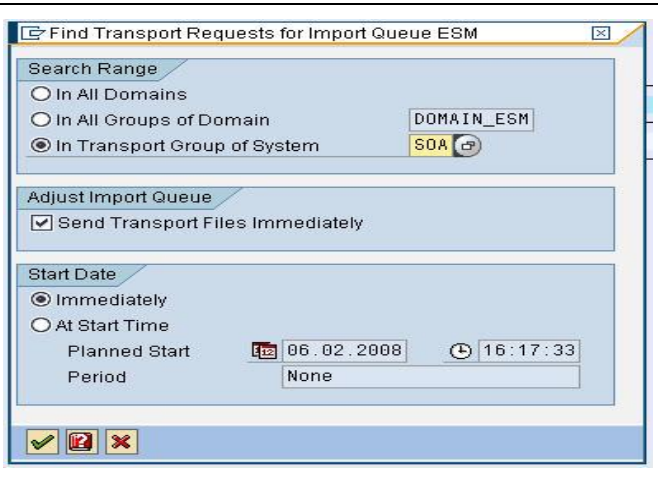 Find Transport Requests for Import Queue ESM
Search Range
In All Domains
In All Groups of Domain DOMAIN_ESM
In Transport Group of System SOA
Adjust Import Queue
Send Transport Files Immediately
Start Date
Immediately
At Start Time
Planned Start 06.02.2008 16:17:33
Period None